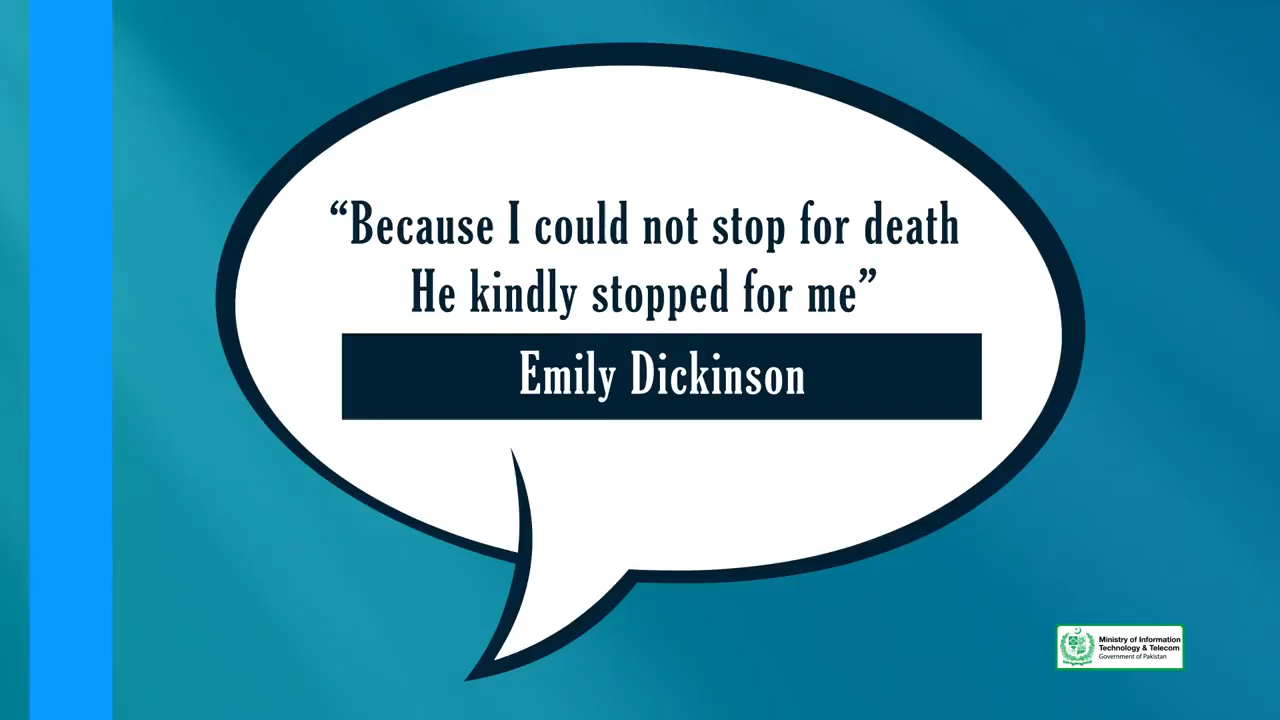 “Because I could not stop for death
He kindly stopped for me”
Emily Dickinson
Ministry of Information
Technology & Telecom
Government of Pakistan